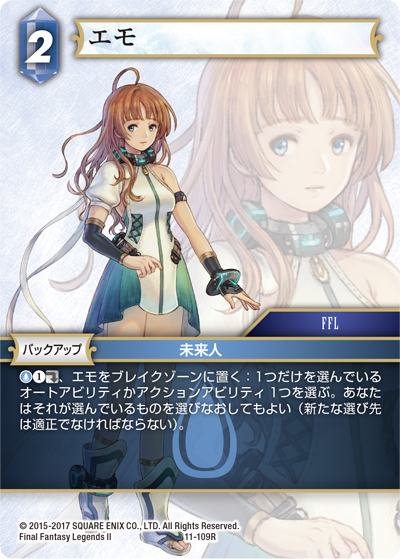 2
エモ
FFL
バックアップ
未来人
1、エモをブレイクゾーンに置く：1つだけを選んでいる
オートアビリティかアクションアビリティ1つを選ぶ。あなた
はそれが選んでいるものを選びなおしてもよい（新たな選び先
は適正でなければならない）。
© 2015-2017 SQUARE ENIX CO., LTD. All Rights Reserved.
Final Fantasy Legends II
11-109R